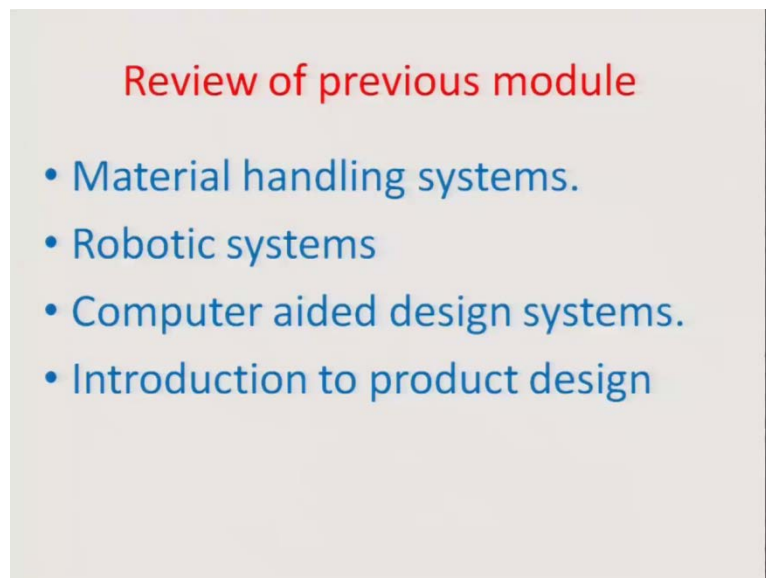 Review of previous module
• Material handling systems.
• Robotic systems
• Computer aided design systems.
• Introduction to product design